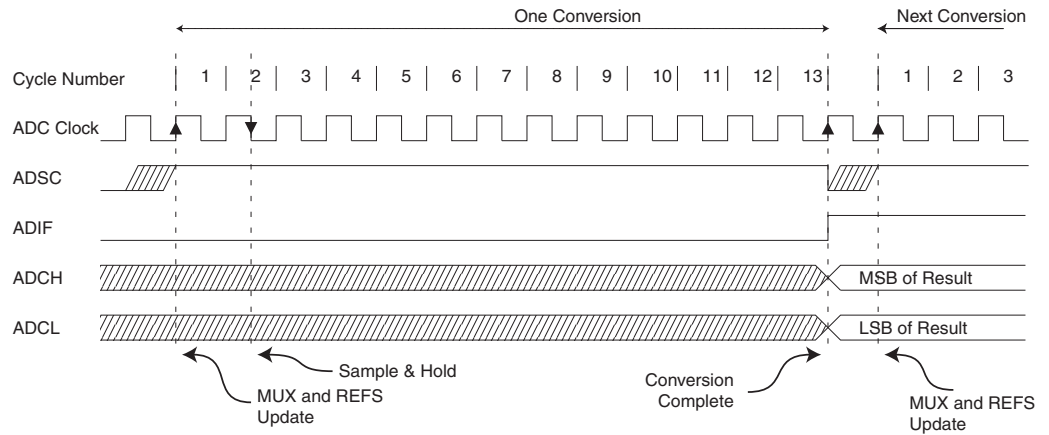 One Conversion
Next Conversion
Cycle Number 1 2 3 4 5 6 7 8 9 10 11 12 13 1 2 3
ADC Clock
ADSC
ADIF
ADCH
MSB of Result
ADCL
LSB of Result
Sample & Hold
MUX and REFS
Update
Conversion
Complete
MUX and REFS
Update